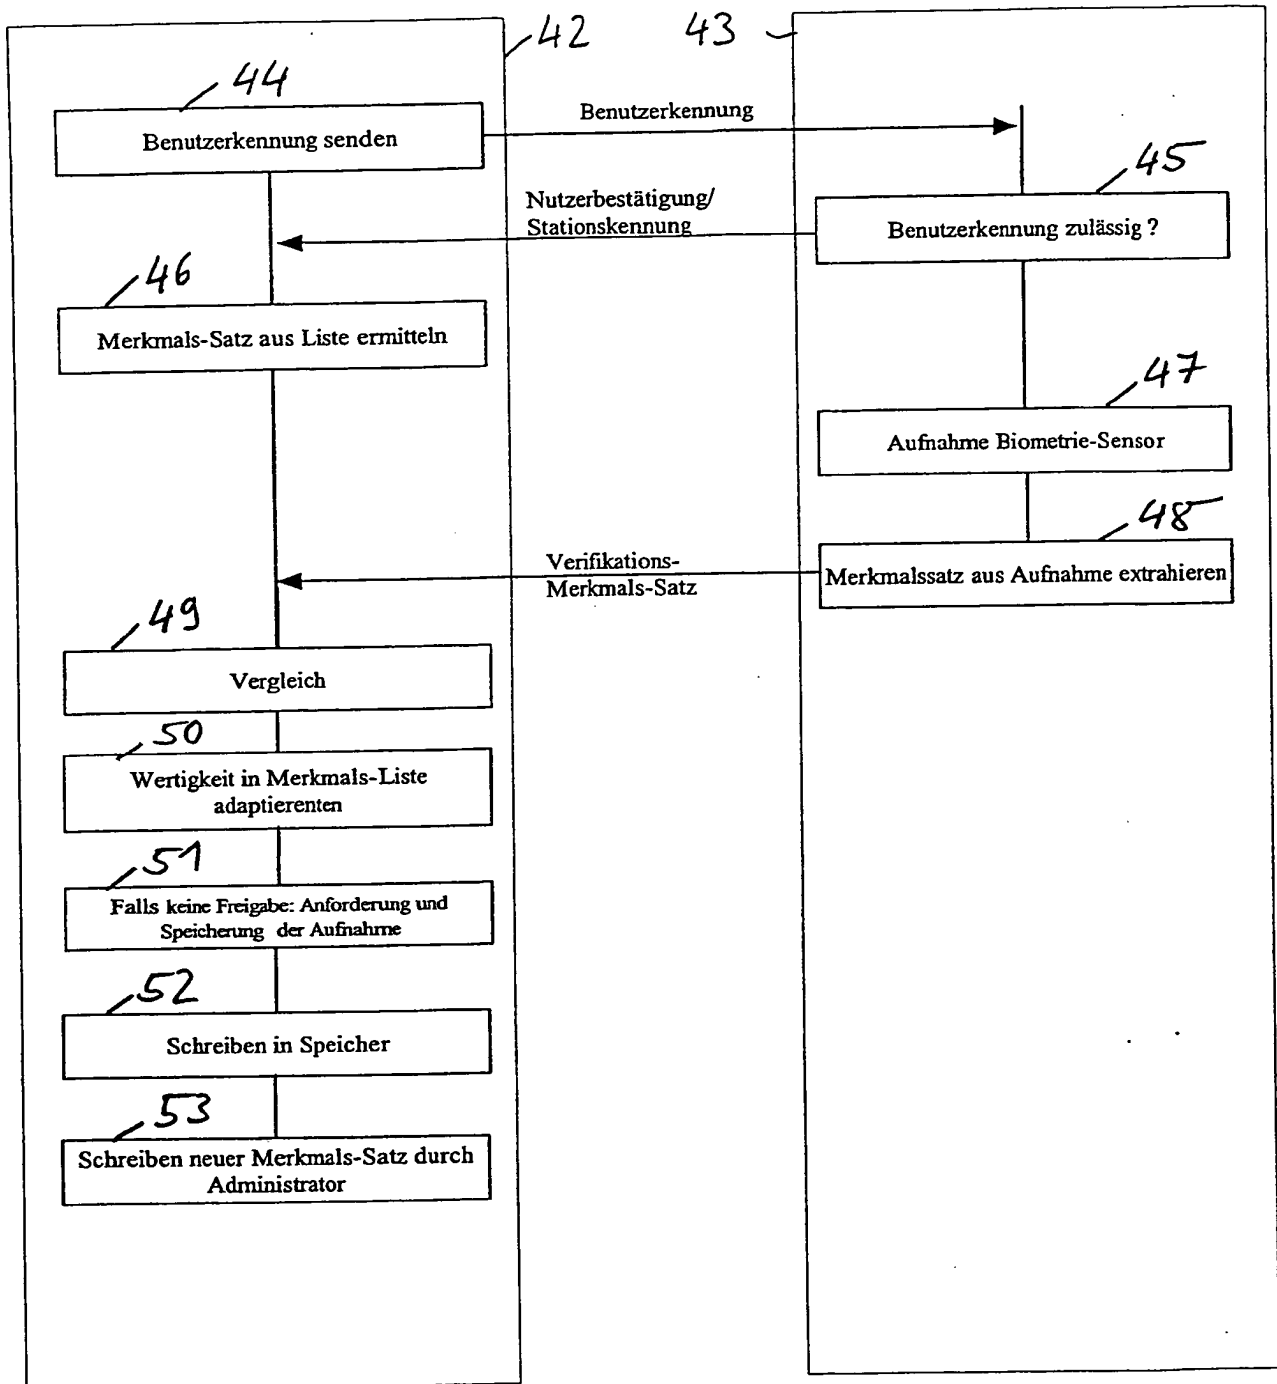 42
43
44
Benutzerkennung senden
Benutzerkennung
45
Nutzerbestätigung/
Stationskennung
Benutzerkennung zulässig ?
46
Merkmals-Satz aus Liste ermitteln
47
Aufnahme Biometrie-Sensor
48
Verifikations-
Merkmals-Satz
Merkmalssatz aus Aufnahme extrahieren
49
Vergleich
50
Wertigkeit in Merkmals-Liste
adaptierenten
51
Falls keine Freigabe: Anforderung und
Speicherung der Aufnahme
52
Schreiben in Speicher
53
Schreiben neuer Merkmals-Satz durch
Administrator